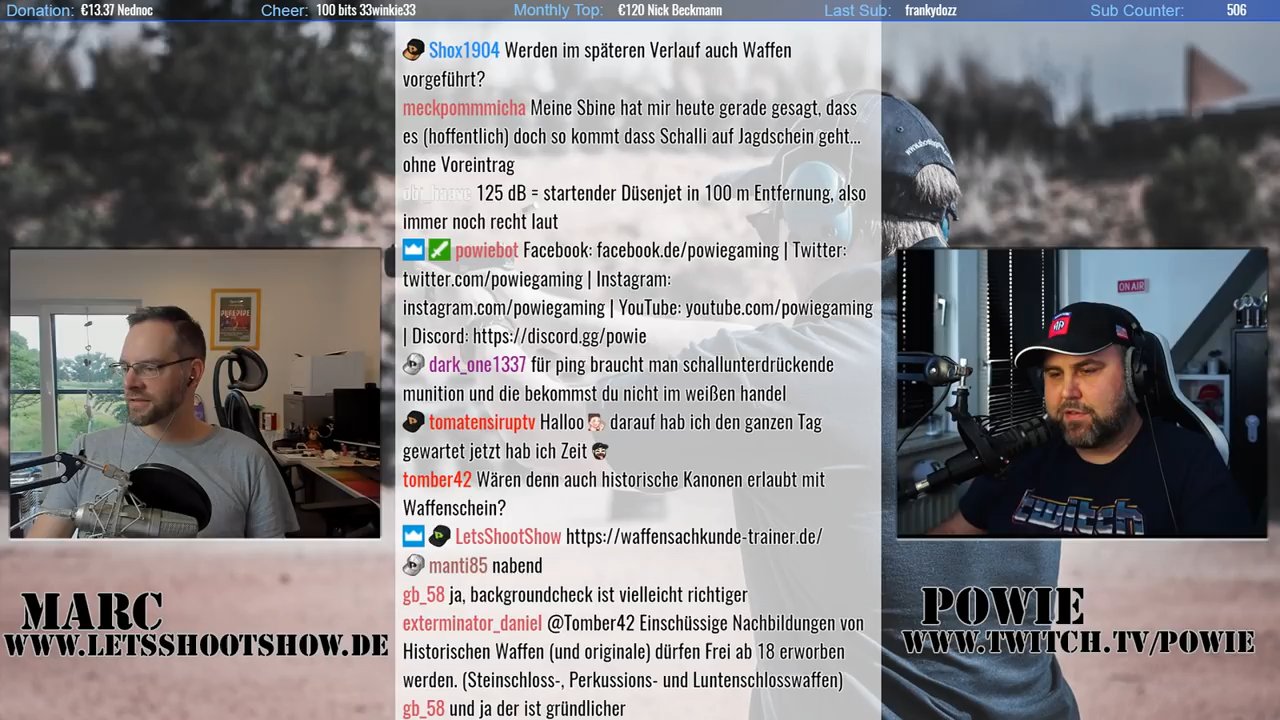 Donation: €13.37 Nednoc Cheer: 100 bits 33winkie33 Monthly Top: €120 Nick Beckmann Last Sub: frankydozz Sub Counter: 506
Shox1904 Werden im späteren Verlauf auch Waffen
vorgeführt?
meckpommmicha Meine Sbine hat mir heute gerade gesagt, dass
es (hoffentlich) doch so kommt dass Schalli auf Jagdschein geht...
ohne Voreintrag
125 dB = startender Düsenjet in 100 m Entfernung, also
immer noch recht laut
powiebot Facebook: facebook.de/powiegaming | Twitter:
twitter.com/powiegaming | Instagram:
instagram.com/powiegaming | YouTube: youtube.com/powiegaming
| Discord: https://discord.gg/powie
dark_one1337 für ping braucht man schallunterdrückende
munition und die bekommst du nicht im weißen handel
tomatensiruptv Halloo darauf hab ich den ganzen Tag
gewartet jetzt hab ich Zeit
tomber42 Wären denn auch historische Kanonen erlaubt mit
Waffenschein?
LetsShootShow https://waffensachkunde-trainer.de/
manti85 nabend
gb_58 ja, backgroundcheck ist vielleicht richtiger
exterminator_daniel @Tomber42 Einschüssige Nachbildungen von
Historischen Waffen (und originale) dürfen Frei ab 18 erworben
werden. (Steinschloss-, Perkussions- und Luntenschlosswaffen)
gb_58 und ja der ist gründlicher
MARC
WWW.LETSSHOOTSHOW.DE
ON AIR
twitch
POWIE
WWW.TWITCH.TV/POWIE